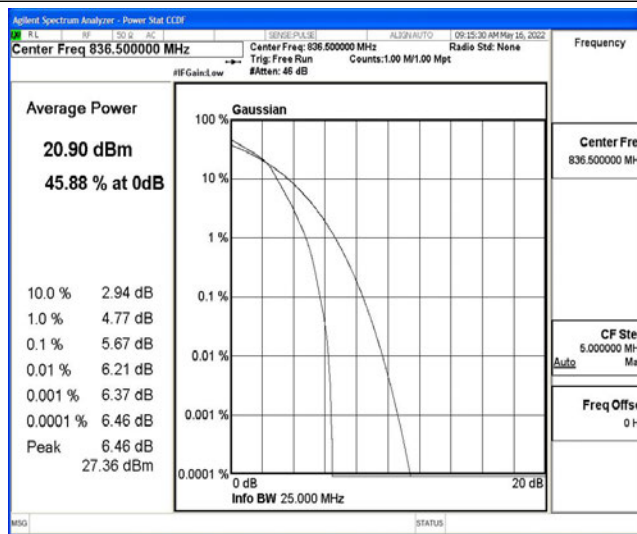 Agilent Spectrum Analyzer - Power Stat CCDF
RL RF 50 Ω AC SENSE:PULSE ALIGNAUTO 09:15:30 AM May 16, 2022
Center Freq 836.500000 MHz
Center Freq: 836.500000 MHz Radio Std: None
Trig: Free Run Counts:1.00 M/1.00 Mpt
#IFGain:Low #Atten: 46 dB
Frequency
Average Power
20.90 dBm
45.88 % at 0dB
10.0 % 2.94 dB
1.0 % 4.77 dB
0.1 % 5.67 dB
0.01 % 6.21 dB
0.001 % 6.37 dB
0.0001 % 6.46 dB
Peak 6.46 dB
27.36 dBm
Gaussian
100 %
10 %
1 %
0.1 %
0.01 %
0.001 %
0.0001 %
0 dB 20 dB
Info BW 25.000 MHz
Center Fre
836.500000 MH
CF Ste
5.000000 MH
Auto Ma
Freq Offse
0 H
MSG STATUS